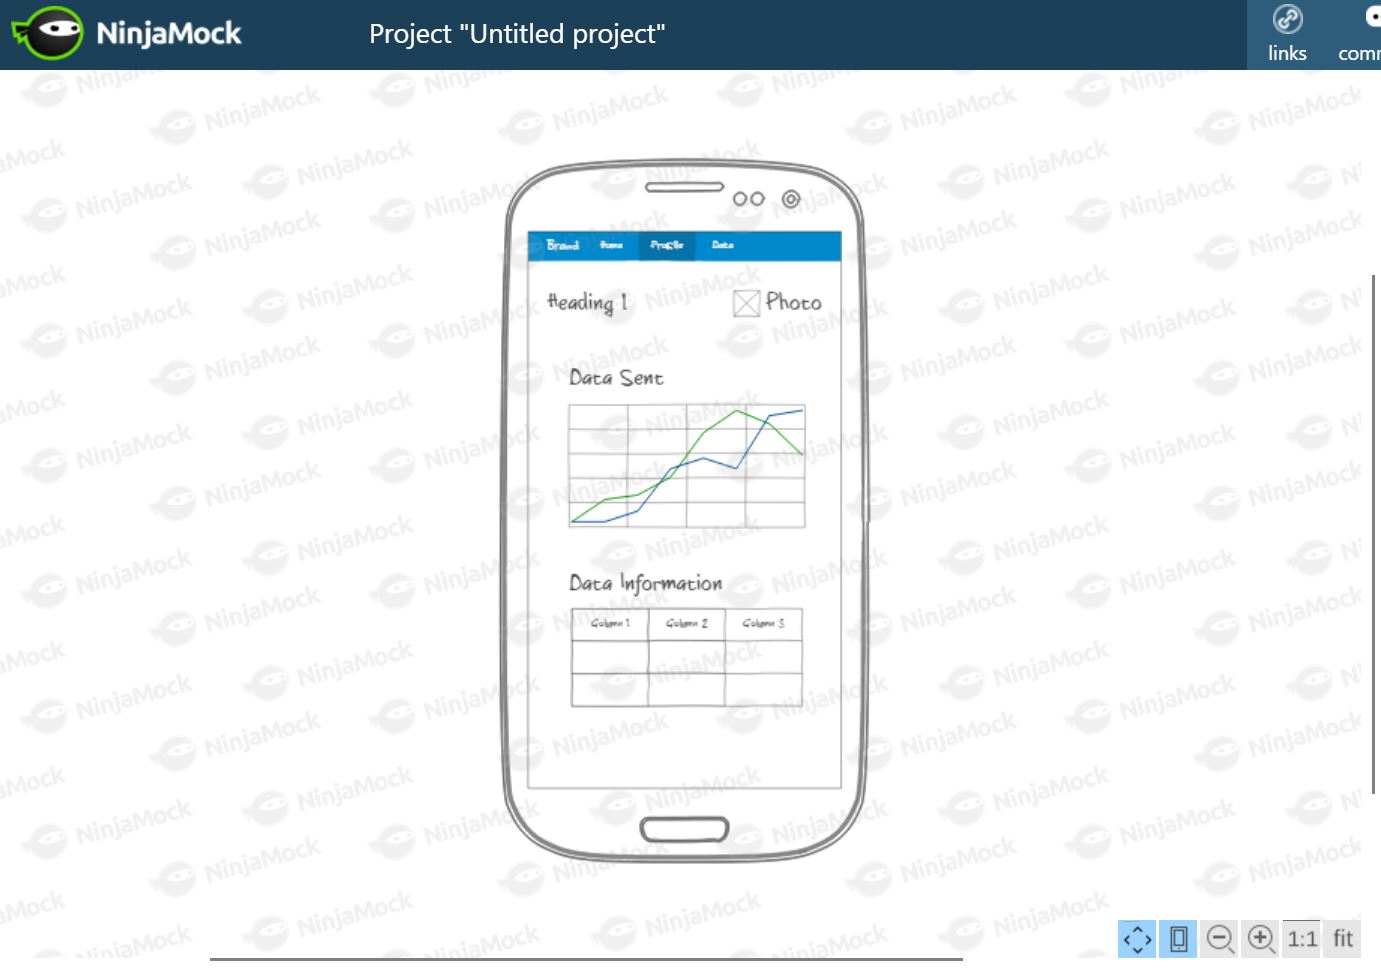 NinjaMock
Project "Untitled project"
links
comm
Brand Home Profile Data
Heading 1
Photo
Data Sent
Data Information
Column 1 Column 2 Column 3
1:1 fit